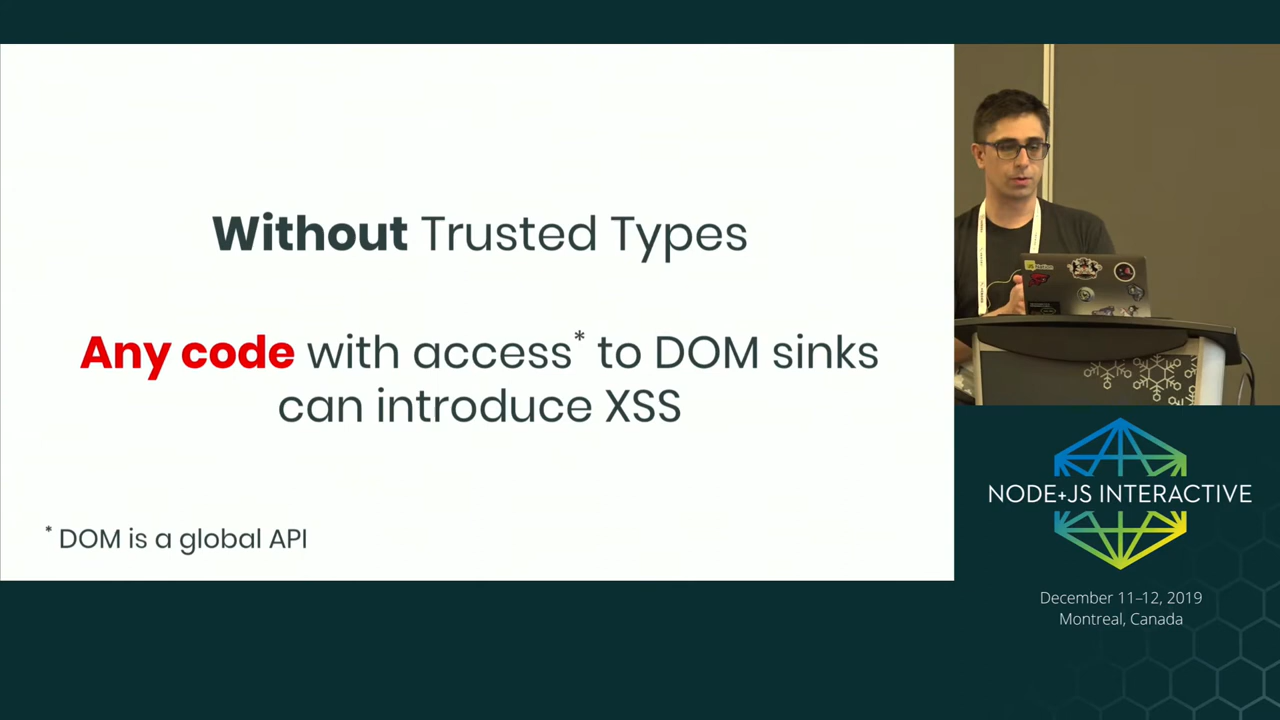 Without Trusted Types
Any code with access* to DOM sinks
can introduce XSS
* DOM is a global API
NODE+JS INTERACTIVE
December 11–12, 2019
Montreal, Canada